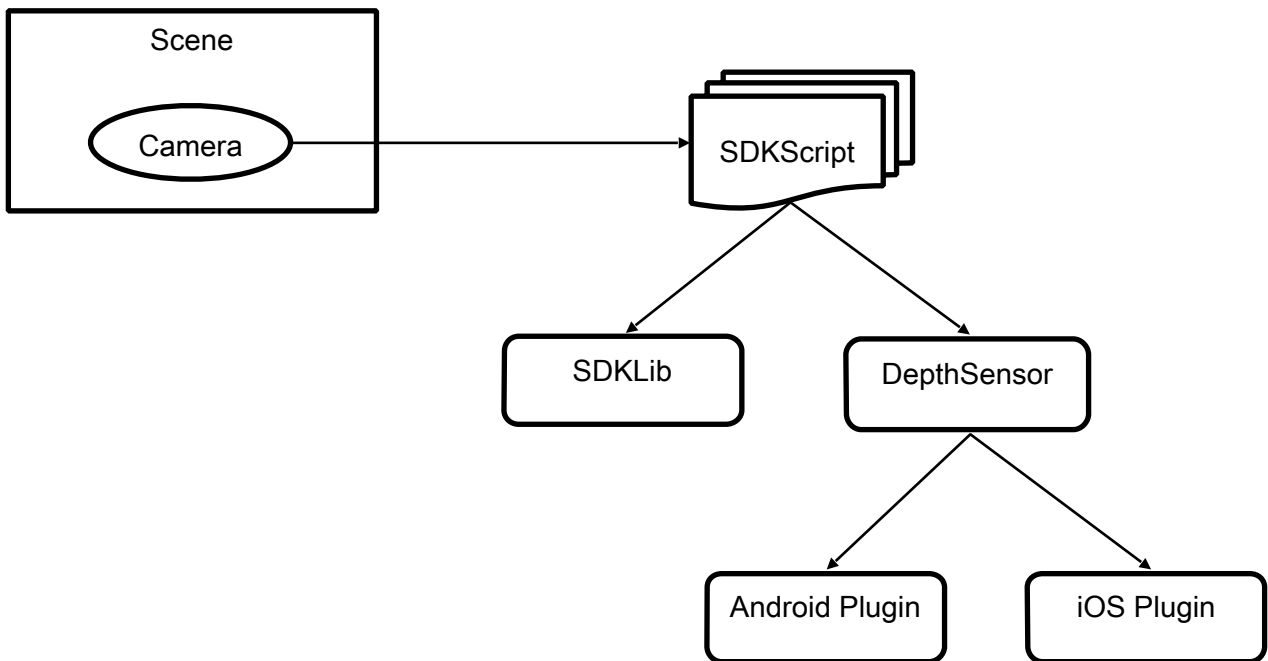 Scene
Camera
SDKScript
SDKLib
DepthSensor
Android Plugin
iOS Plugin